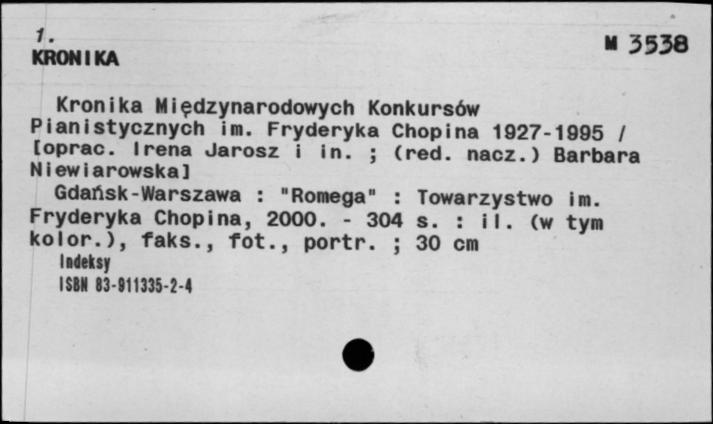 1.
M 3538
KRONIKA
Kronika Międzynarodowych Konkursów
Pianistycznych im. Fryderyka Chopina 1927-1995 /
[oprac. Irena Jarosz i in. ; (red. nacz.) Barbara
Niewiarowska]
Gdańsk-Warszawa : "Romega" : Towarzystwo im.
Fryderyka Chopina, 2000. - 304 s. : il. (w tym
kolor.), faks., fot., portr. ; 30 cm
Indeksy
ISBN 83-911335-2-4